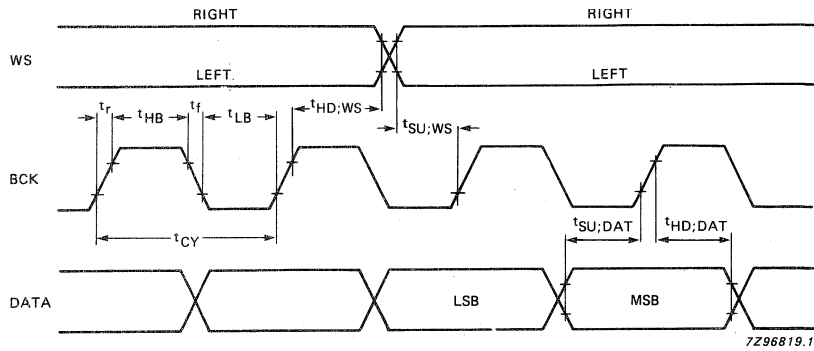 RIGHT RIGHT
WS
LEFT. LEFT
tr tHB tf tLB tHD;WS
tSU;WS
BCK
tCY
tSU;DAT tHD;DAT
DATA LSB MSB
7Z96819.1